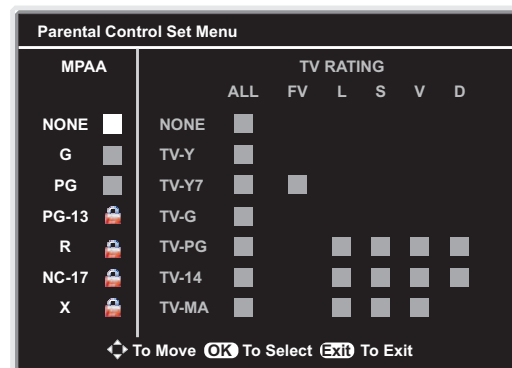 Parental Control Set Menu
MPAA TV RATING
ALL FV L S V D
NONE NONE
G TV-Y
PG TV-Y7
PG-13 TV-G
R TV-PG
NC-17 TV-14
X TV-MA
To Move OK To Select Exit To Exit